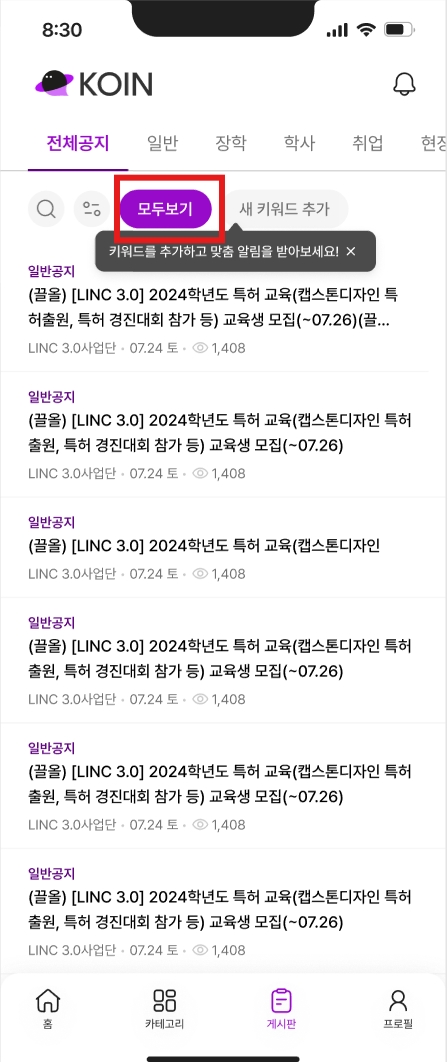 8:30
KOIN
전체공지 일반 장학 학사 취업 현장
모두보기 새 키워드 추가
키워드를 추가하고 맞춤 알림을 받아보세요! ×
일반공지
(끌올) [LINC 3.0] 2024학년도 특허 교육(캡스톤디자인 특
허출원, 특허 경진대회 참가 등) 교육생 모집(~07.26)(끌...
LINC 3.0사업단 · 07.24 토 · 1,408
일반공지
(끌올) [LINC 3.0] 2024학년도 특허 교육(캡스톤디자인 특허
출원, 특허 경진대회 참가 등) 교육생 모집(~07.26)
LINC 3.0사업단 · 07.24 토 · 1,408
일반공지
(끌올) [LINC 3.0] 2024학년도 특허 교육(캡스톤디자인
LINC 3.0사업단 · 07.24 토 · 1,408
일반공지
(끌올) [LINC 3.0] 2024학년도 특허 교육(캡스톤디자인 특허
출원, 특허 경진대회 참가 등) 교육생 모집(~07.26)
LINC 3.0사업단 · 07.24 토 · 1,408
일반공지
(끌올) [LINC 3.0] 2024학년도 특허 교육(캡스톤디자인 특허
출원, 특허 경진대회 참가 등) 교육생 모집(~07.26)
LINC 3.0사업단 · 07.24 토 · 1,408
일반공지
(끌올) [LINC 3.0] 2024학년도 특허 교육(캡스톤디자인 특허
출원, 특허 경진대회 참가 등) 교육생 모집(~07.26)
LINC 3.0사업단 · 07.24 토 · 1,408
홈 카테고리 게시판 프로필